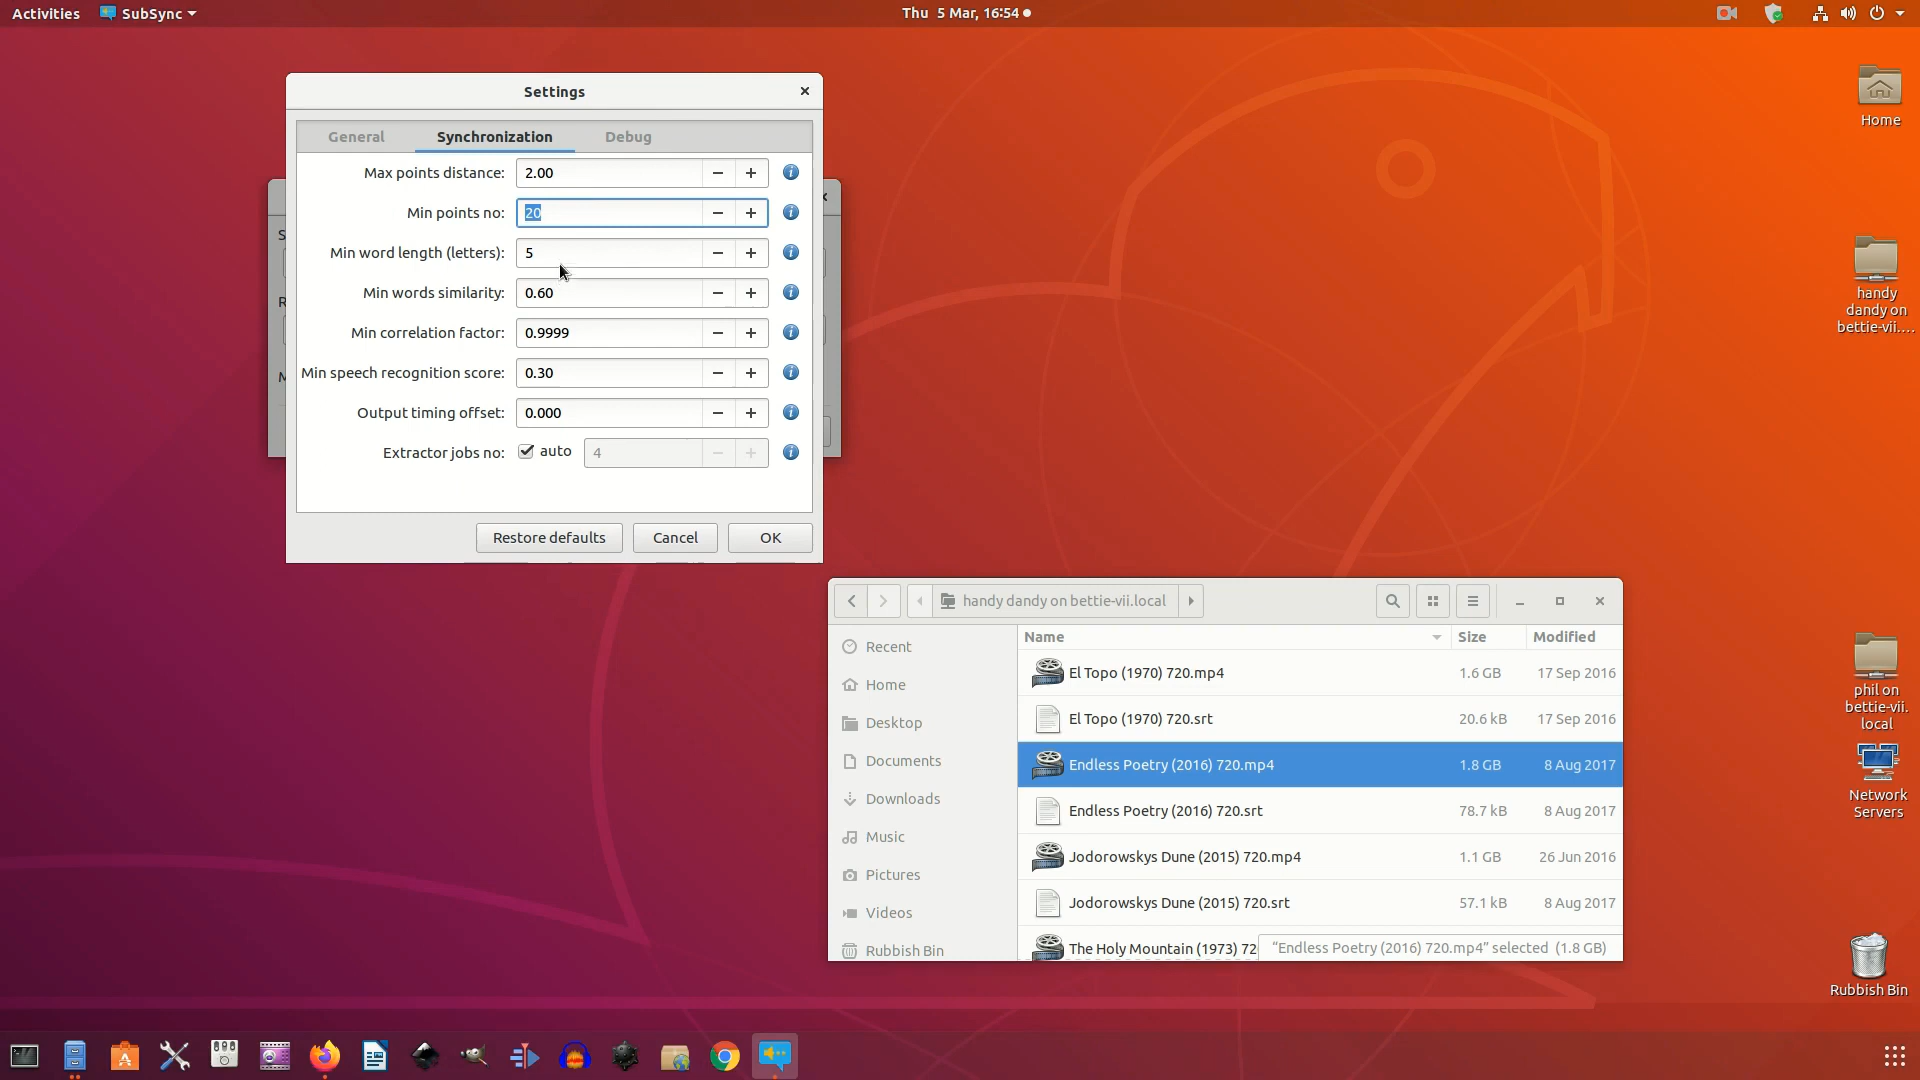 Activities
SubSync
Thu 5 Mar, 16:54
Settings
General
Synchronization
Debug
Max points distance:
2.00
Min points no:
20
Min word length (letters):
5
Min words similarity:
0.60
Min correlation factor:
0.9999
Min speech recognition score:
0.30
Output timing offset:
0.000
Extractor jobs no:
auto
4
Restore defaults
Cancel
OK
handy dandy on bettie-vii.local
Recent
Home
Desktop
Documents
Downloads
Music
Pictures
Videos
Rubbish Bin
Name
Size
Modified
El Topo (1970) 720.mp4
1.6 GB
17 Sep 2016
El Topo (1970) 720.srt
20.6 kB
17 Sep 2016
Endless Poetry (2016) 720.mp4
1.8 GB
8 Aug 2017
Endless Poetry (2016) 720.srt
78.7 kB
8 Aug 2017
Jodorowskys Dune (2015) 720.mp4
1.1 GB
26 Jun 2016
Jodorowskys Dune (2015) 720.srt
57.1 kB
8 Aug 2017
The Holy Mountain (1973) 72
"Endless Poetry (2016) 720.mp4" selected (1.8 GB)
Home
handy
dandy on
bettie-vii....
phil on
bettie-vii.
local
Network
Servers
Rubbish Bin